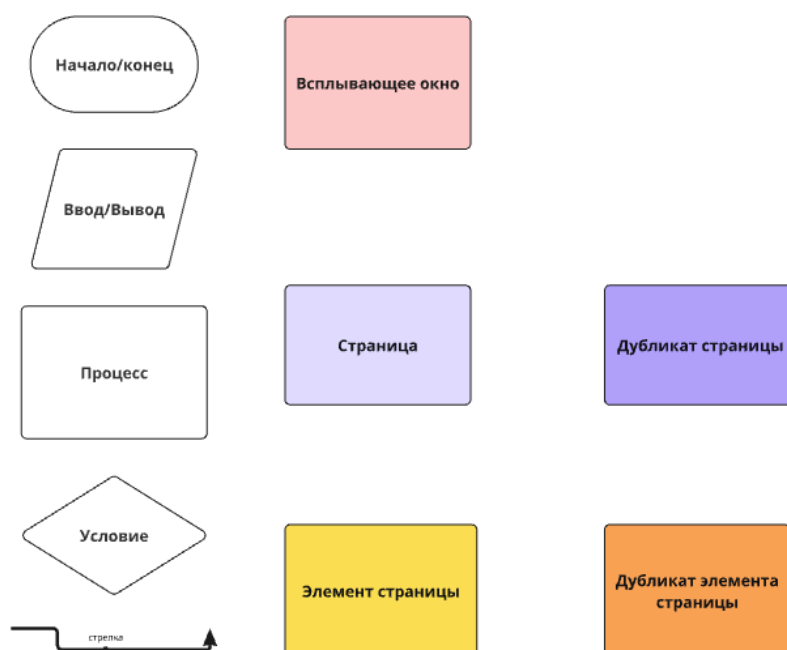 Начало/конец
Всплывающее окно
Ввод/Вывод
Страница
Дубликат страницы
Процесс
Условие
Элемент страницы
Дубликат элемента
страницы
стрелка